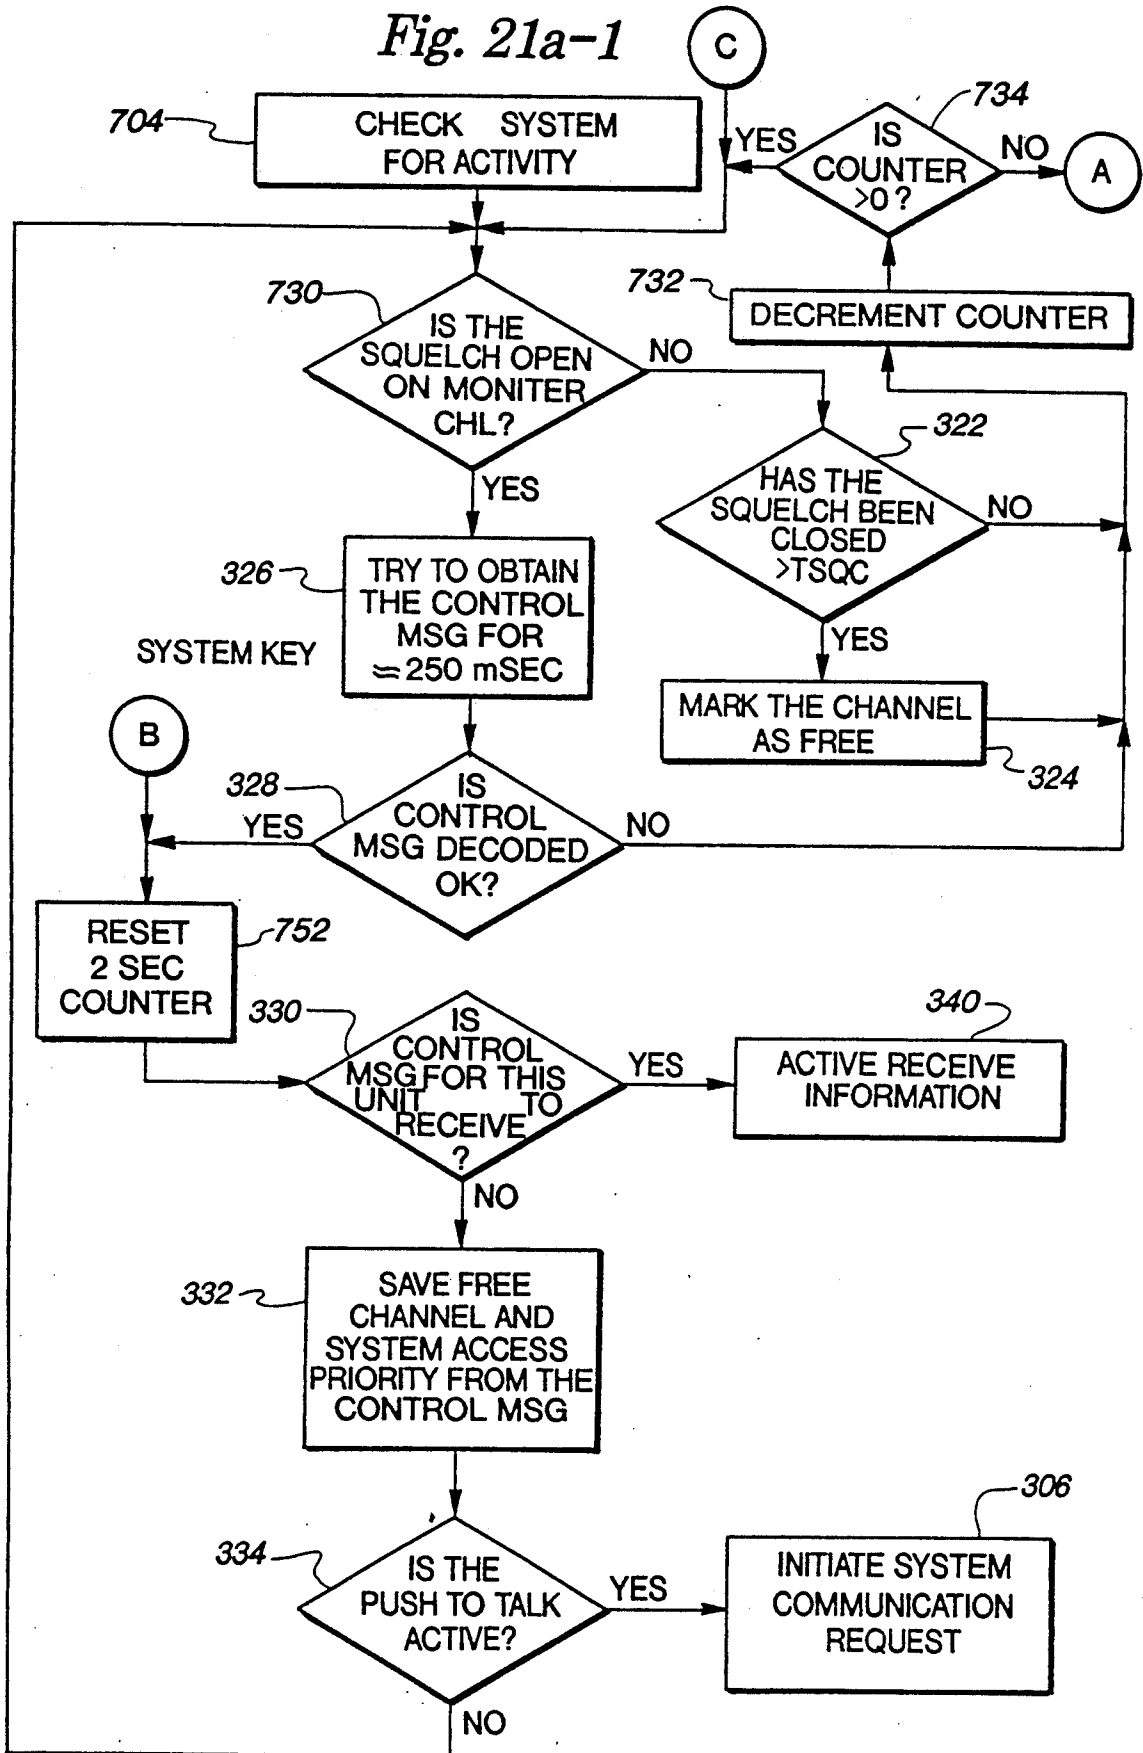 Fig. 21a-1
C
704
CHECK SYSTEM
FOR ACTIVITY
734
YES
IS
COUNTER
>0?
NO
A
732
DECREMENT COUNTER
730
IS THE
SQUELCH OPEN
ON MONITER
CHL?
NO
YES
322
HAS THE
SQUELCH BEEN
CLOSED
>TSQC
NO
YES
326
TRY TO OBTAIN
THE CONTROL
MSG FOR
≈250 mSEC
SYSTEM KEY
MARK THE CHANNEL
AS FREE
324
B
328
YES
IS
CONTROL
MSG DECODED
OK?
NO
RESET
2 SEC
COUNTER
752
330
IS
CONTROL
MSG FOR THIS
UNIT TO
RECEIVE
?
YES
NO
340
ACTIVE RECEIVE
INFORMATION
332
SAVE FREE
CHANNEL AND
SYSTEM ACCESS
PRIORITY FROM THE
CONTROL MSG
334
IS THE
PUSH TO TALK
ACTIVE?
YES
NO
306
INITIATE SYSTEM
COMMUNICATION
REQUEST